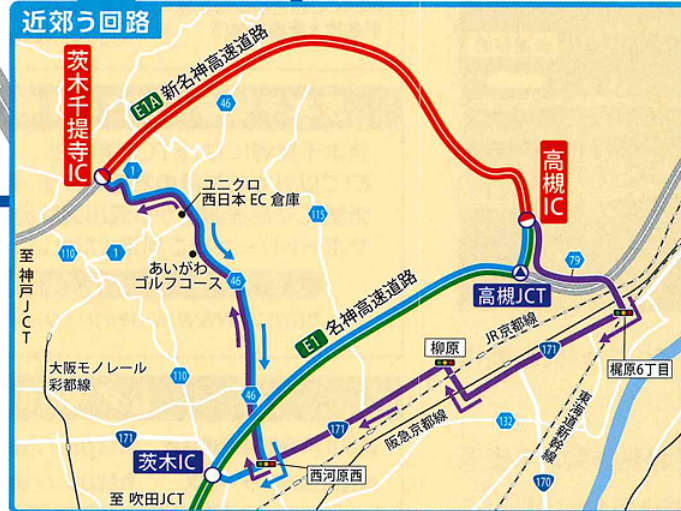 近郊う回路
茨木千提寺IC
E1A 新名神高速道路
46
高槻IC
1
ユニクロ
西日本 EC 倉庫
115
110
1
あいがわ
ゴルフコース
46
79
至 神戸JCT
高槻JCT
E1 名神高速道路
JR京都線
柳原
171
梶原6丁目
大阪モノレール
彩都線
110
46
阪急京都線
132
東海道新幹線
171
171
茨木IC
西河原西
170
至 吹田JCT